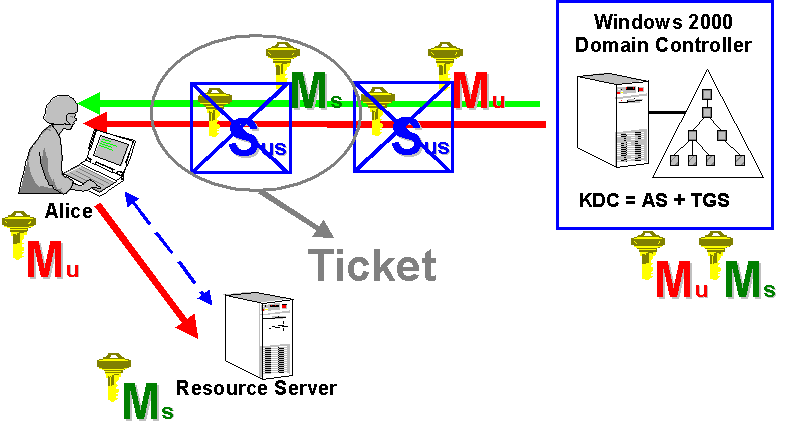 Windows 2000
Domain Controller
Ms
Mu
Sus
Sus
KDC = AS + TGS
Alice
Ticket
Mu
Mu Ms
Resource Server
Ms